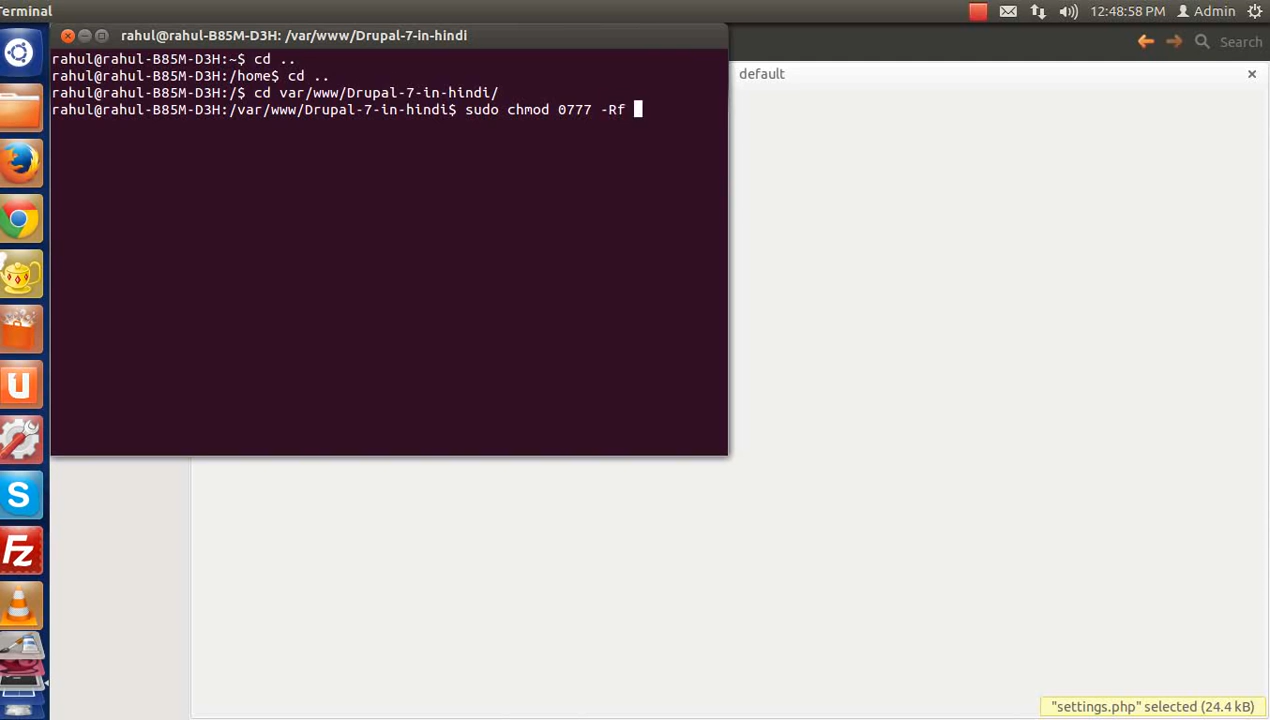 Terminal
12:48:58 PM
Admin
rahul@rahul-B85M-D3H: /var/www/Drupal-7-in-hindi
Search
default
rahul@rahul-B85M-D3H:~$ cd ..
rahul@rahul-B85M-D3H:/home$ cd ..
rahul@rahul-B85M-D3H:/$ cd var/www/Drupal-7-in-hindi/
rahul@rahul-B85M-D3H:/var/www/Drupal-7-in-hindi$ sudo chmod 0777 -Rf
"settings.php" selected (24.4 kB)